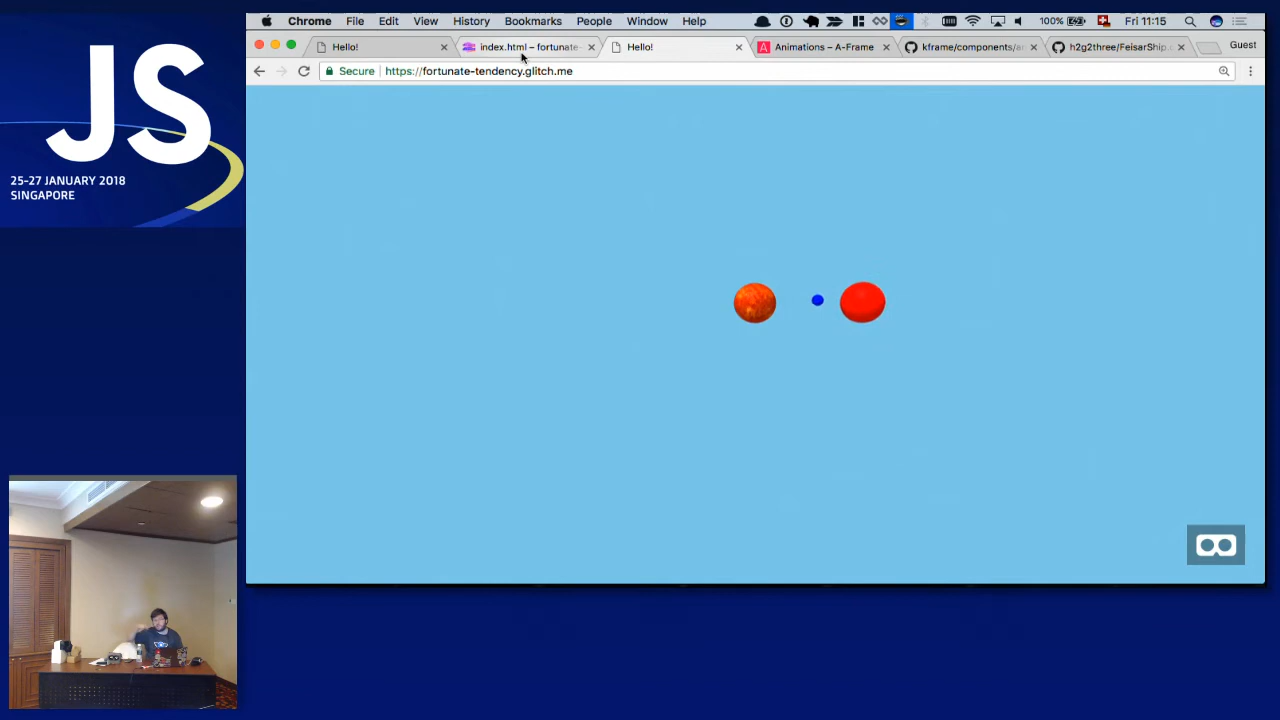 JS
25-27 JANUARY 2018
SINGAPORE
Chrome File Edit View History Bookmarks People Window Help 100% Fri 11:15
Hello! index.html – fortunate- Hello! Animations – A-Frame kframe/components/a h2g2three/FeisarShip. Guest
Secure https://fortunate-tendency.glitch.me